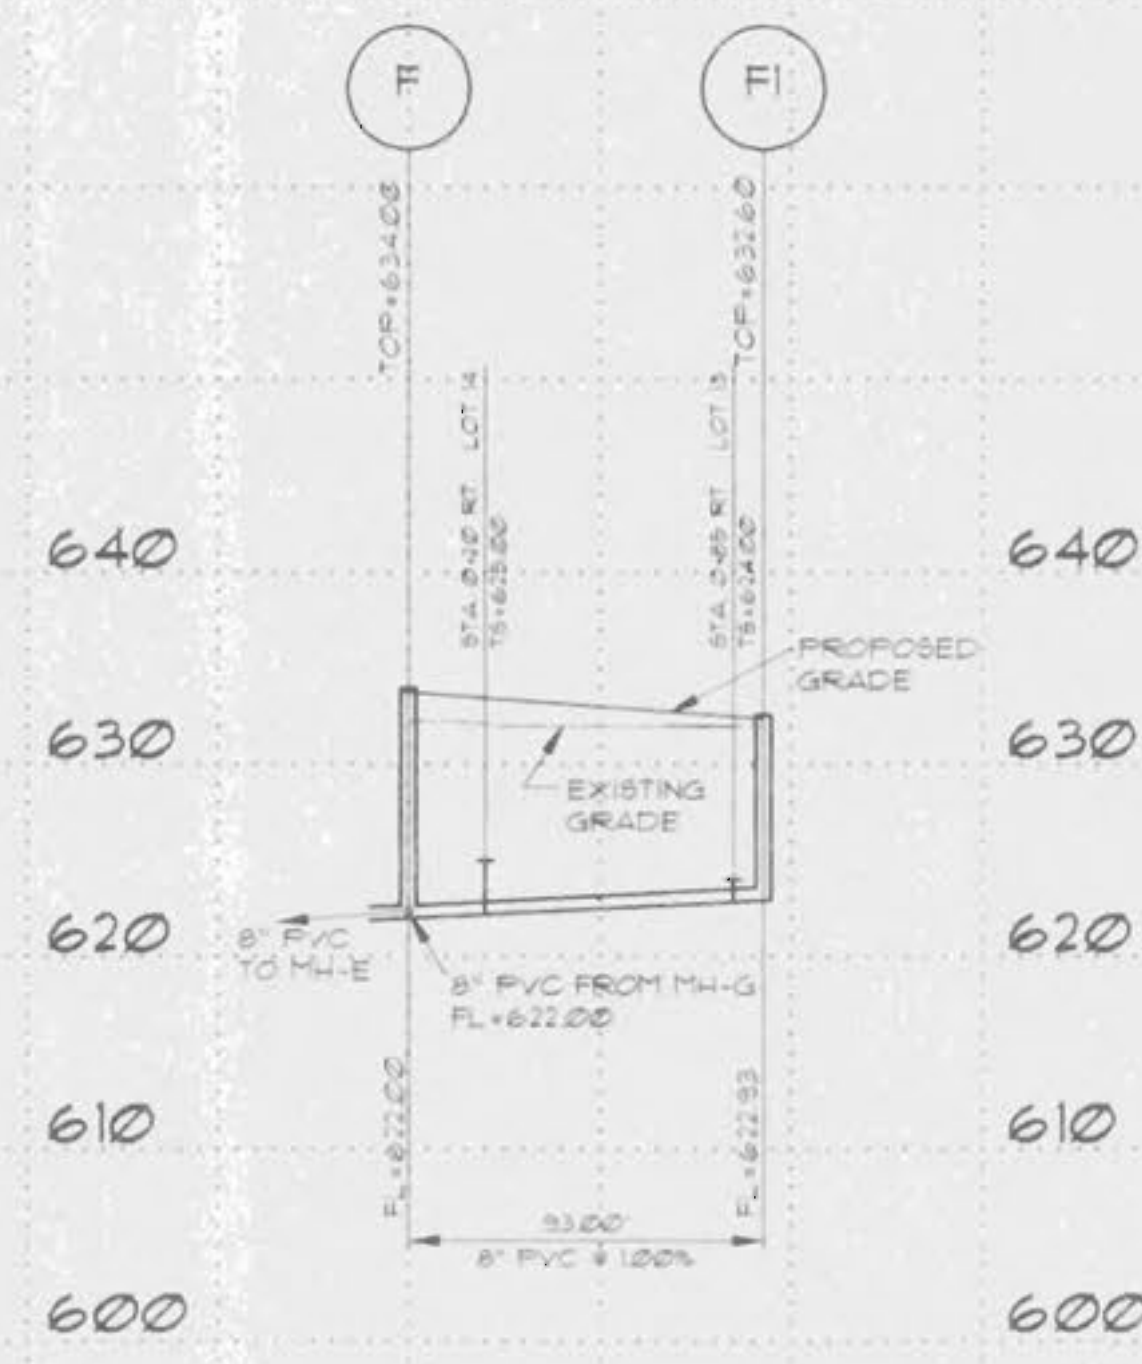 F
F1
TOP=634.00
TOP=632.60
STA 0+20 RT LOT 14
TS=625.00
STA 0+85 RT LOT 13
TS=624.00
640
640
PROPOSED
GRADE
630
630
EXISTING
GRADE
620
620
8" PVC
TO MH-E
8" PVC FROM MH-G
FL=622.00
FL=622.00
FL=622.93
610
610
93.00'
8" PVC @ 1.00%
600
600